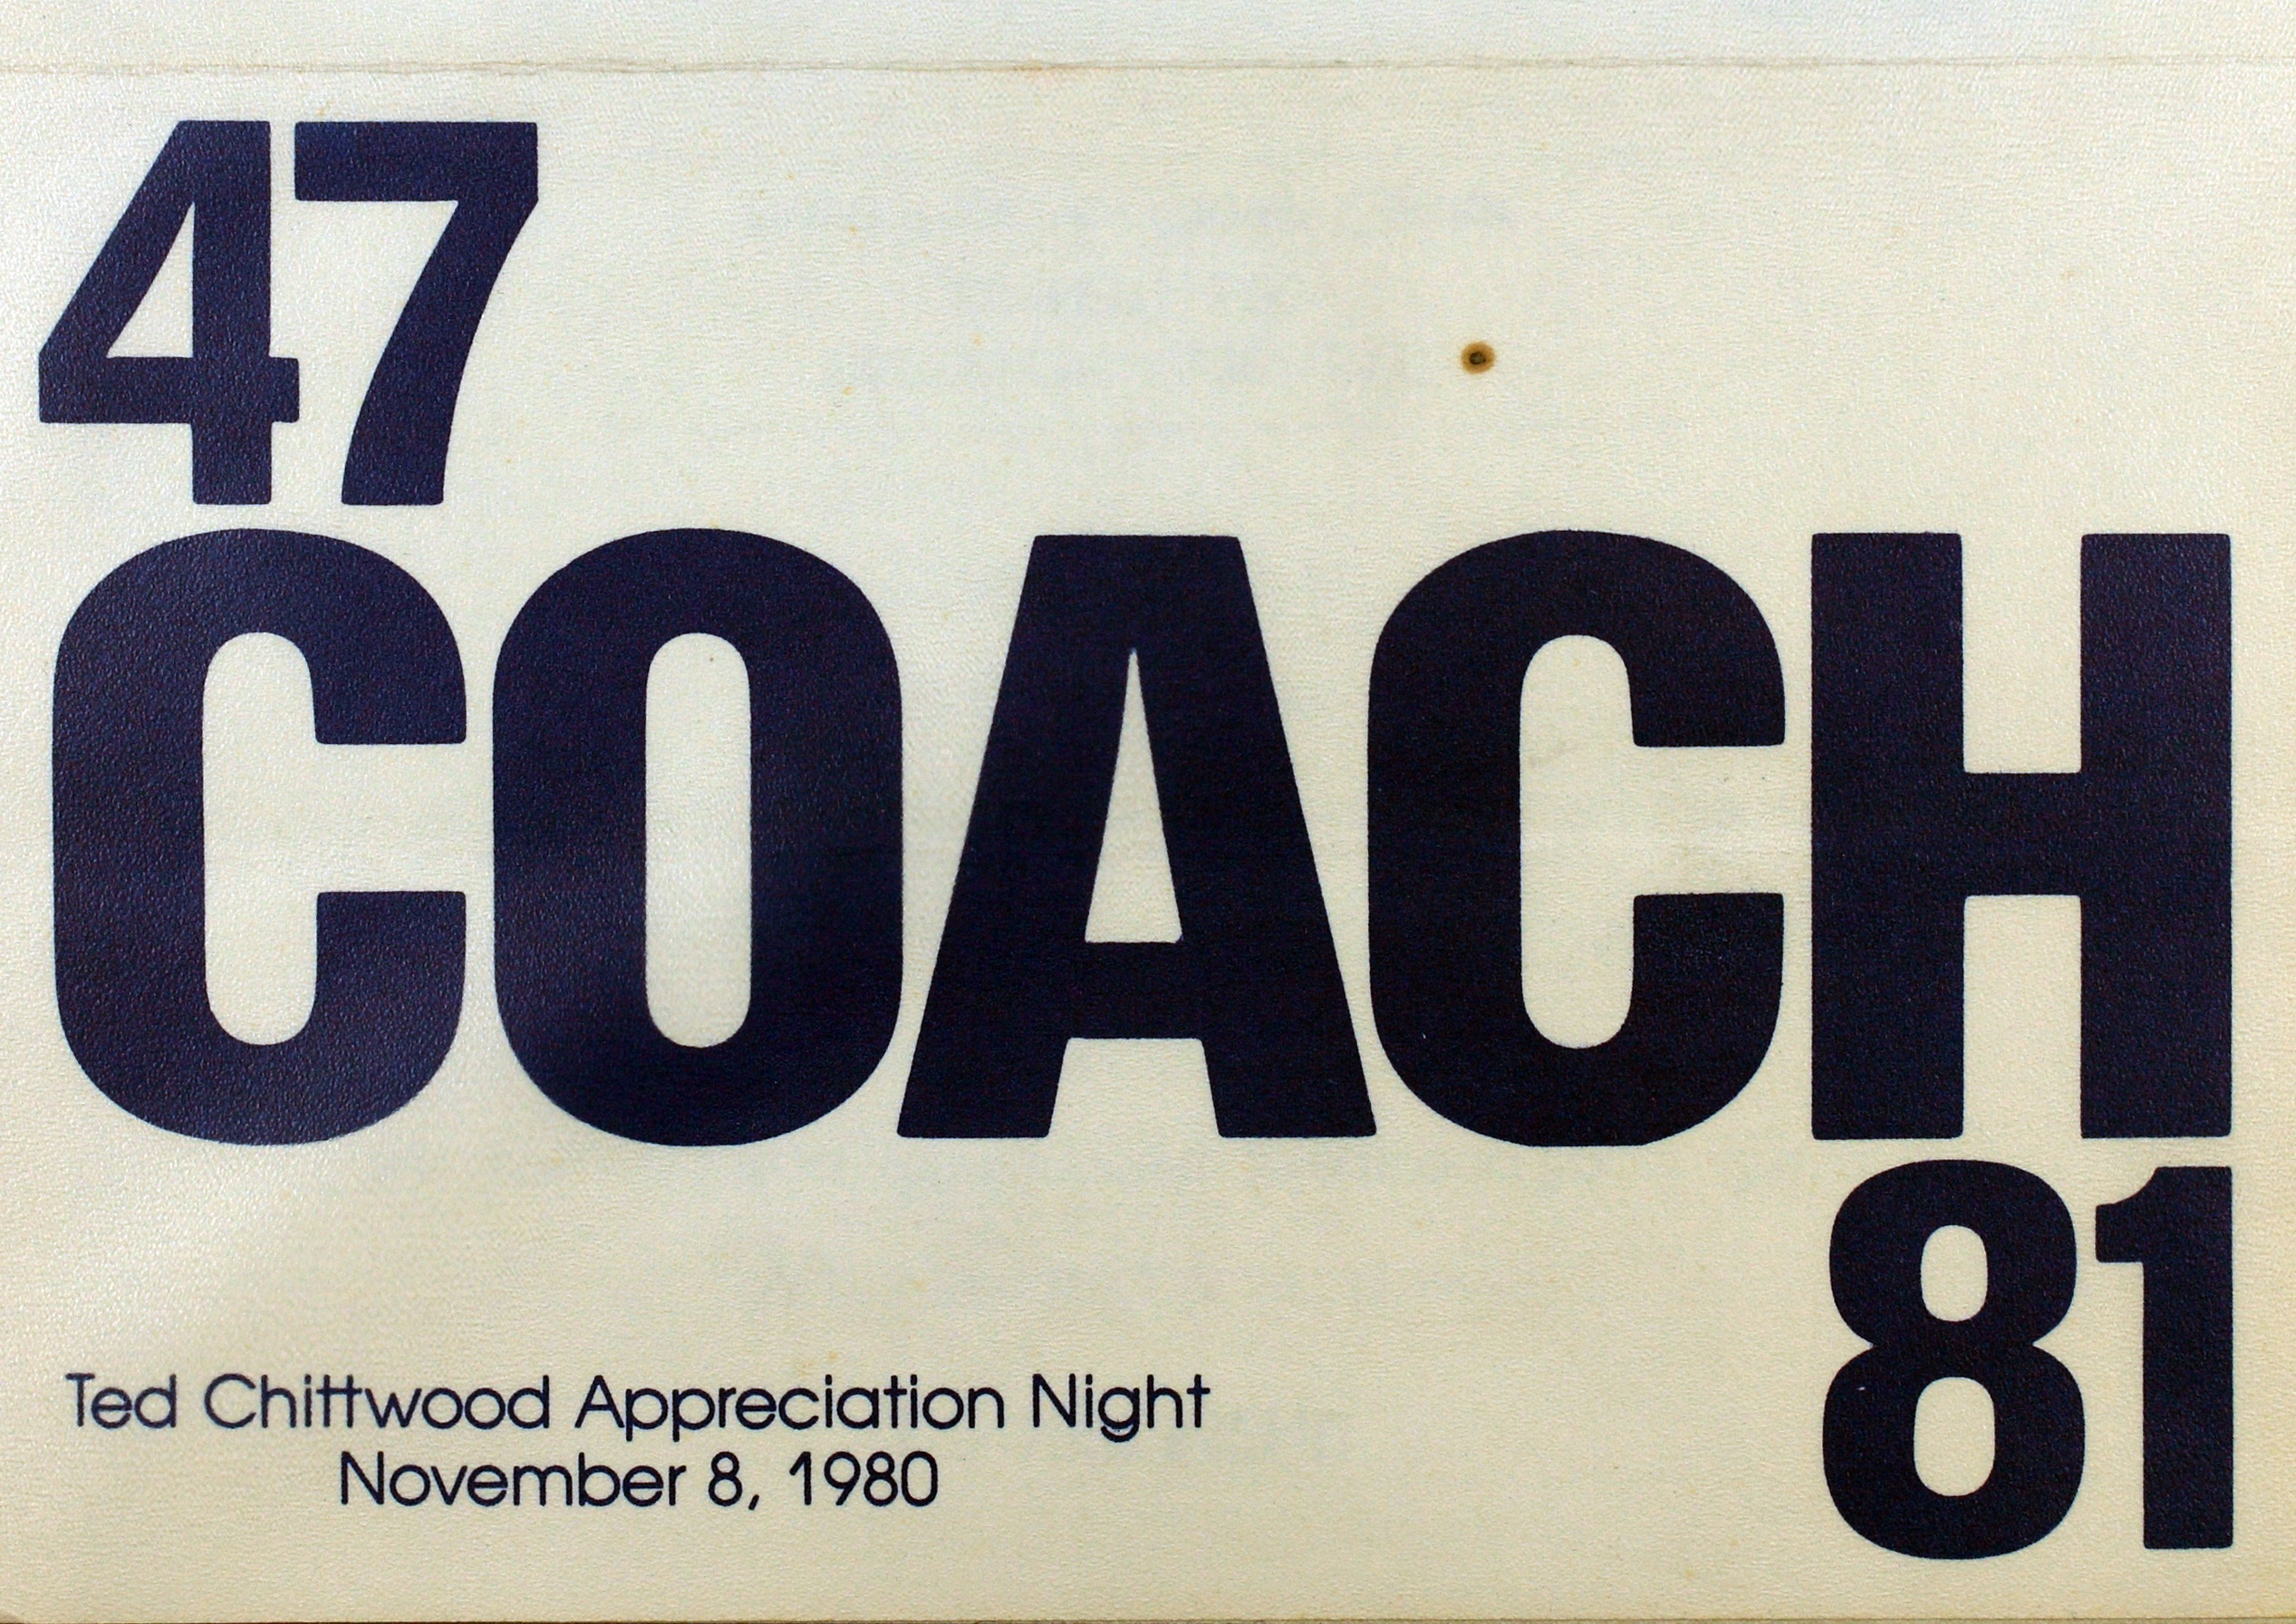 47
COACH
81
Ted Chittwood Appreciation Night
November 8, 1980